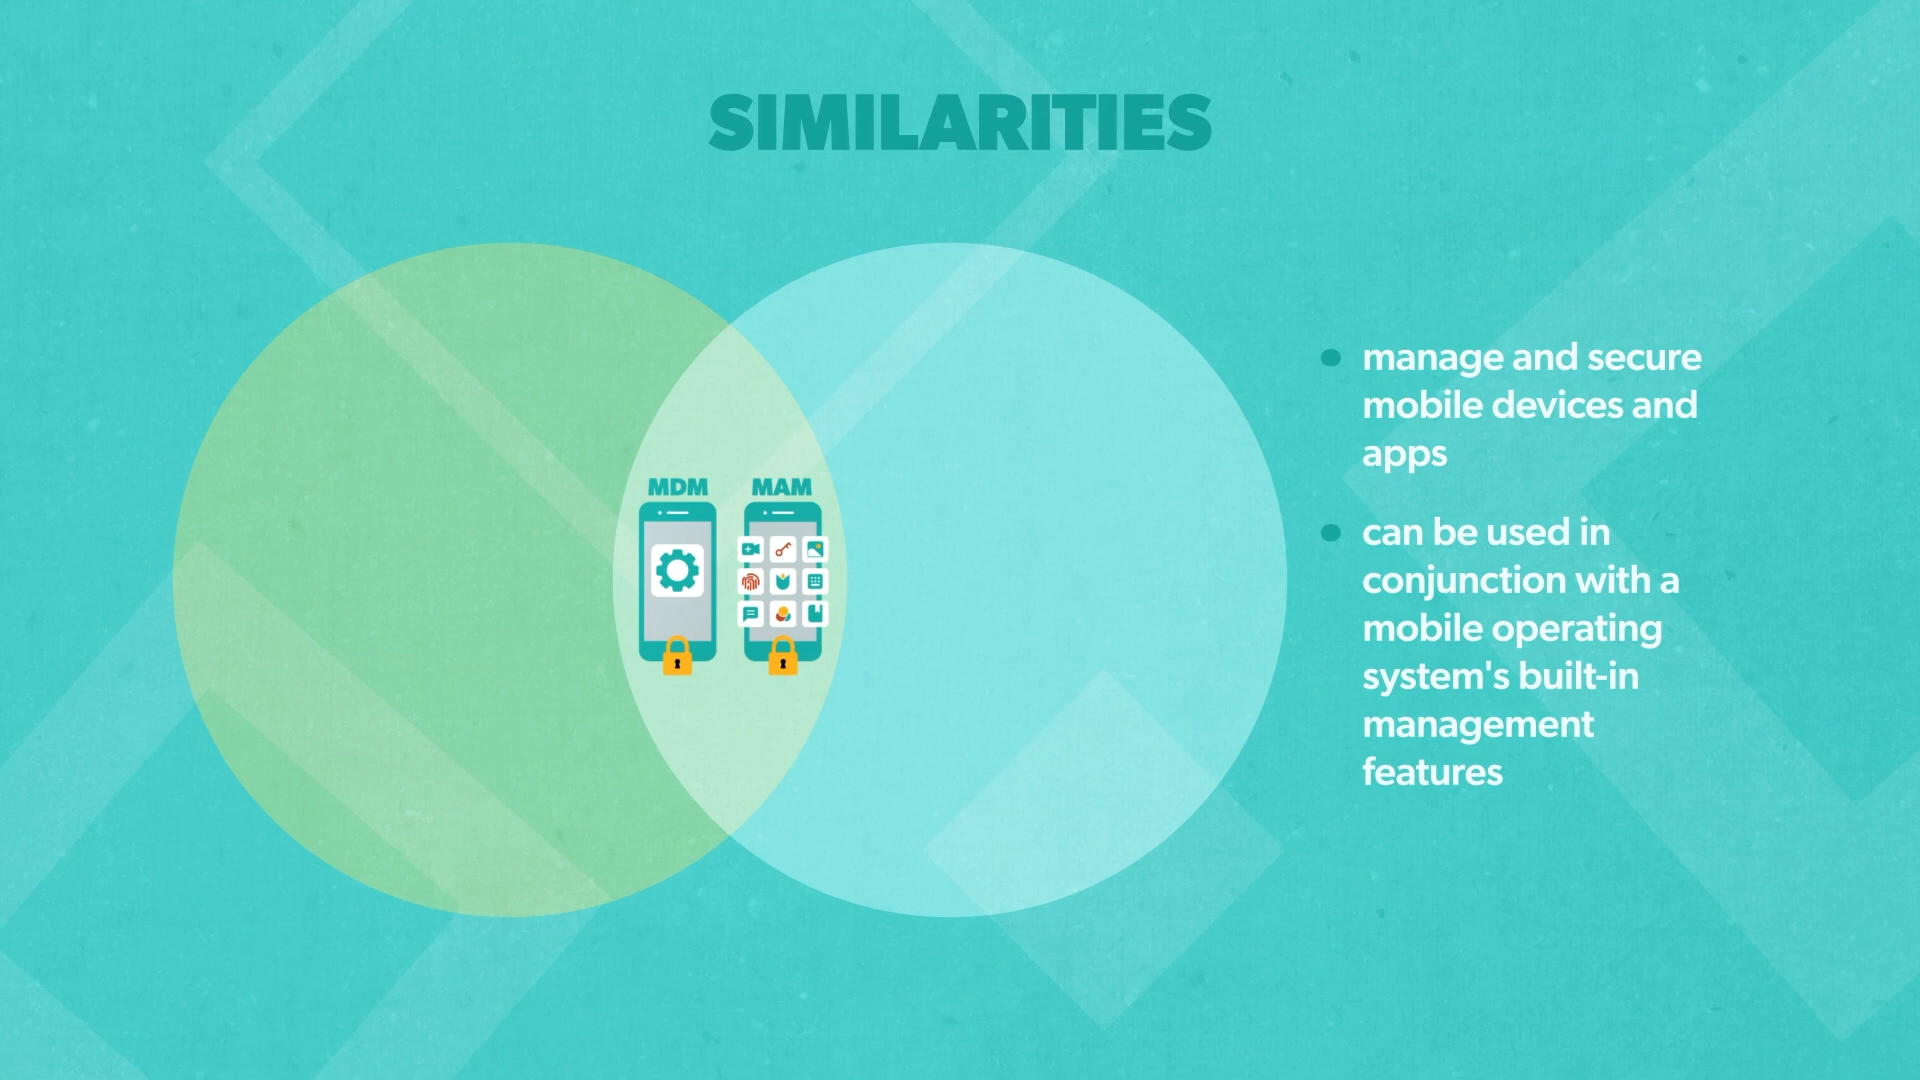 SIMILARITIES
MDM
MAM
manage and secure
mobile devices and
apps
can be used in
conjunction with a
mobile operating
system's built-in
management
features